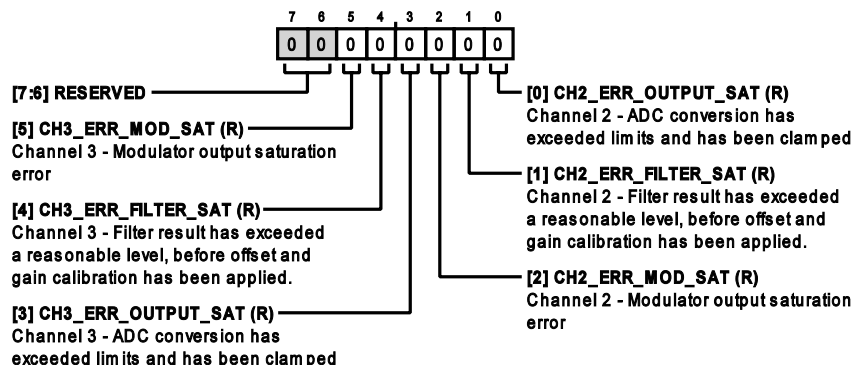 7 6 5 4 3 2 1 0
0 0 0 0 0 0 0 0
[7:6] RESERVED
[5] CH3_ERR_MOD_SAT (R)
Channel 3 - Modulator output saturation
error
[4] CH3_ERR_FILTER_SAT (R)
Channel 3 - Filter result has exceeded
a reasonable level, before offset and
gain calibration has been applied.
[3] CH3_ERR_OUTPUT_SAT (R)
Channel 3 - ADC conversion has
exceeded limits and has been clamped
[0] CH2_ERR_OUTPUT_SAT (R)
Channel 2 - ADC conversion has
exceeded limits and has been clamped
[1] CH2_ERR_FILTER_SAT (R)
Channel 2 - Filter result has exceeded
a reasonable level, before offset and
gain calibration has been applied.
[2] CH2_ERR_MOD_SAT (R)
Channel 2 - Modulator output saturation
error